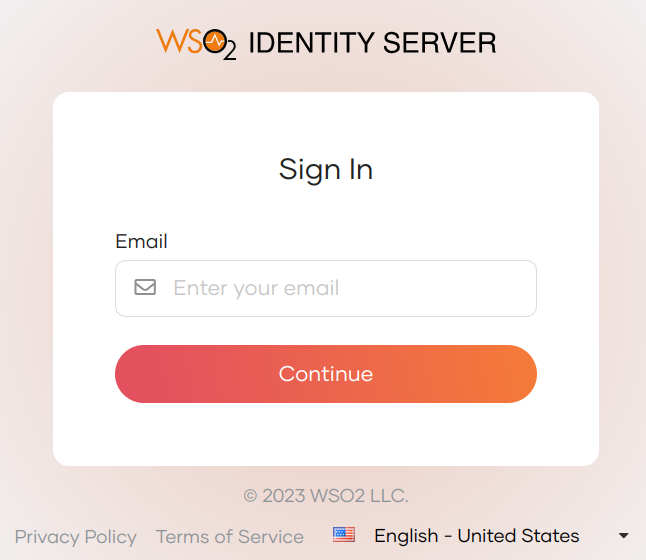 WSO2 IDENTITY SERVER
Sign In
Email
Enter your email
Continue
© 2023 WSO2 LLC.
Privacy Policy Terms of Service English - United States